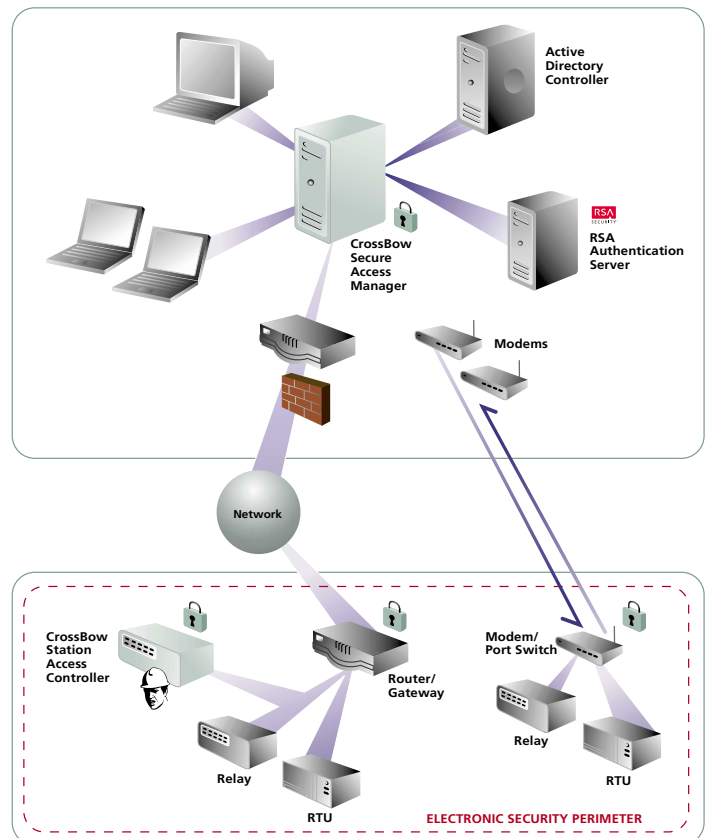 Active
Directory
Controller
RSA
SECURITY
RSA
Authentication
Server
CrossBow
Secure
Access
Manager
Modems
Network
CrossBow
Station
Access
Controller
Router/
Gateway
Modem/
Port Switch
Relay
RTU
Relay
RTU
ELECTRONIC SECURITY PERIMETER